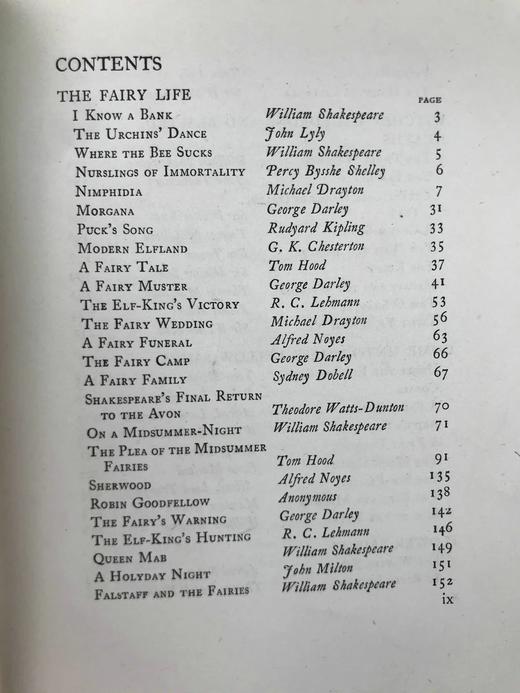 CONTENTS
THE FAIRY LIFE
PAGE
I Know a Bank William Shakespeare 3
The Urchins' Dance John Lyly 4
Where the Bee Sucks William Shakespeare 5
Nurslings of Immortality Percy Bysshe Shelley 6
Nimphidia Michael Drayton 7
Morgana George Darley 31
Puck's Song Rudyard Kipling 33
Modern Elfland G. K. Chesterton 35
A Fairy Tale Tom Hood 37
A Fairy Muster George Darley 41
The Elf-King's Victory R. C. Lehmann 53
The Fairy Wedding Michael Drayton 56
A Fairy Funeral Alfred Noyes 63
The Fairy Camp George Darley 66
A Fairy Family Sydney Dobell 67
Shakespeare's Final Return
to the Avon Theodore Watts-Dunton 70
On a Midsummer-Night William Shakespeare 71
The Plea of the Midsummer
Fairies Tom Hood 91
Sherwood Alfred Noyes 135
Robin Goodfellow Anonymous 138
The Fairy's Warning George Darley 142
The Elf-King's Hunting R. C. Lehmann 146
Queen Mab William Shakespeare 149
A Holyday Night John Milton 151
Falstaff and the Fairies William Shakespeare 152
ix